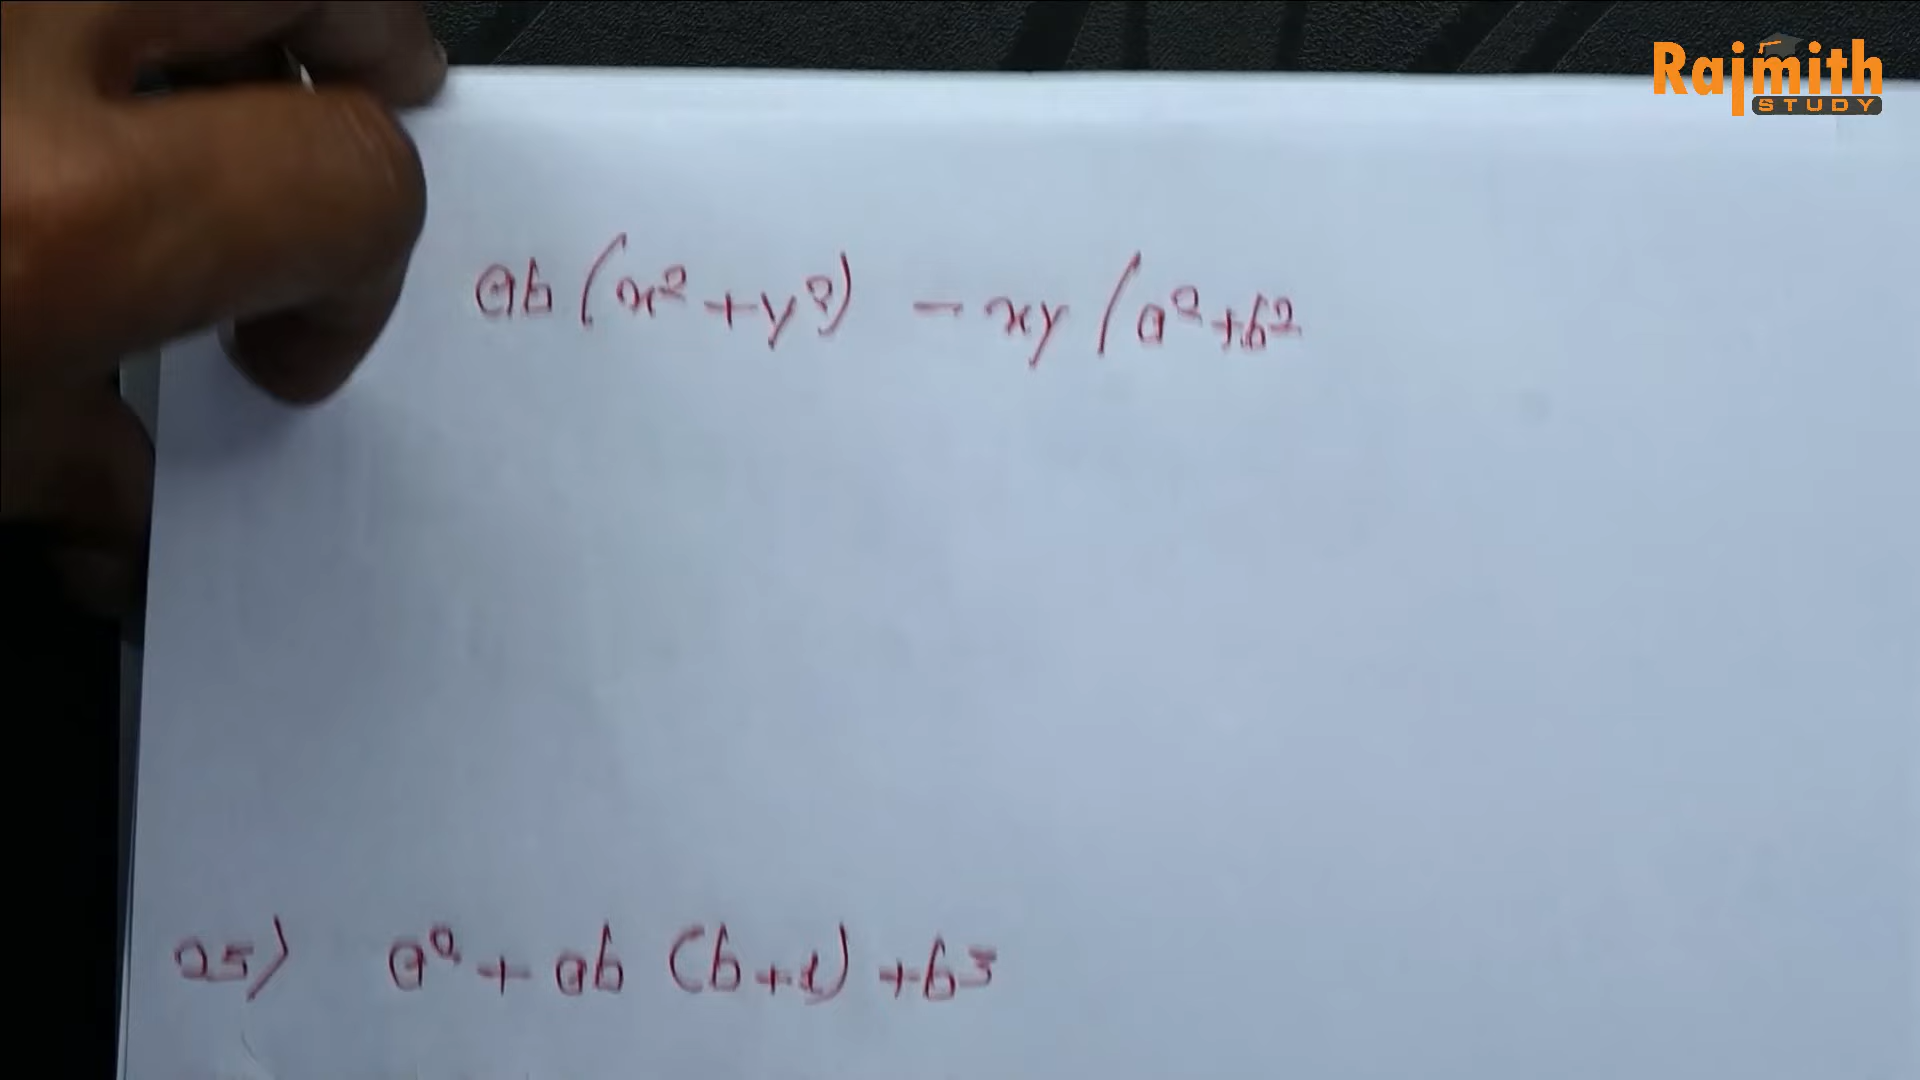 Rajmith
STUDY
ab(x²+y²) - xy(a²+b²
25) a² + ab (b+1) +b³